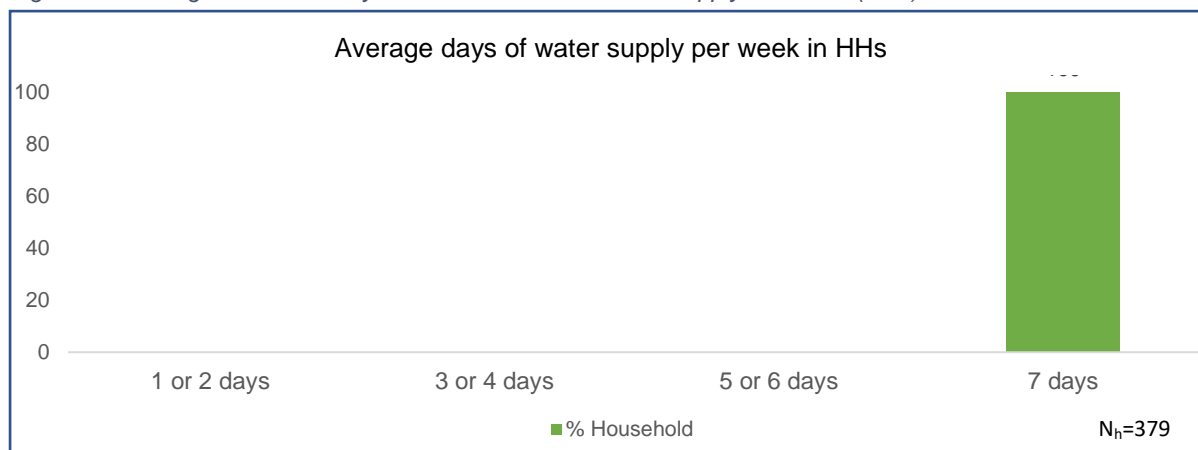 Average days of water supply per week in HHs
100
80
60
40
20
0
1 or 2 days
3 or 4 days
5 or 6 days
7 days
% Household
Nₕ=379